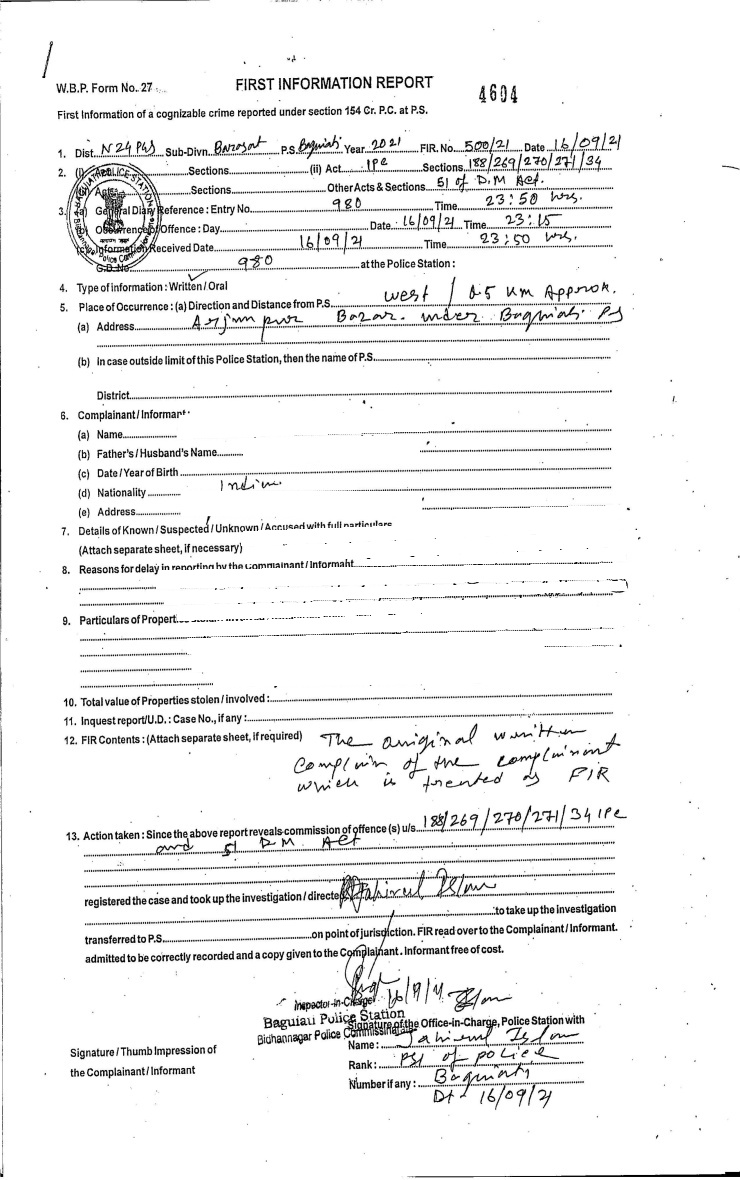 W.B.P. Form No. 27
FIRST INFORMATION REPORT
4604
First Information of a cognizable crime reported under section 154 Cr. P.C. at P.S.
1. Dist. N 24 PGS Sub-Divn. Barasat P.S. Baguiati Year 2021 FIR. No. 500/21 Date 16/09/21
2. (i) Sections (ii) Act IPC Sections 188/269/270/271/34
Sections Other Acts & Sections 51 of D.M Act.
3. (a) General Diary Reference : Entry No. 980 Time 23:50 hrs.
(b) Occurrence of Offence : Day Date 16/09/21 Time 23:15
(c) Information Received Date 16/09/21 Time 23:50 hrs.
G.D. No. 980 at the Police Station :
4. Type of information : Written / Oral
5. Place of Occurrence : (a) Direction and Distance from P.S. West / 0.5 km Approx.
(a) Address Arjunpur Bazar. under Baguiati PS
(b) In case outside limit of this Police Station, then the name of P.S.
District
6. Complainant / Informant
(a) Name
(b) Father's / Husband's Name
(c) Date / Year of Birth
(d) Nationality Indian
(e) Address
7. Details of Known / Suspected / Unknown / Accused with full particulars
(Attach separate sheet, if necessary)
8. Reasons for delay in reporting by the Complainant / Informaht
9. Particulars of Propert
10. Total value of Properties stolen / involved :
11. Inquest report/U.D. : Case No., if any :
12. FIR Contents : (Attach separate sheet, if required) The original written
Complain of the complainant
which is treated as FIR
13. Action taken : Since the above report reveals commission of offence (s) u/s. 188/269/270/271/34 IPC
and 51 D.M Act
registered the case and took up the investigation / directe Jahirul Islam
to take up the investigation
transferred to P.S. on point of jurisdiction. FIR read over to the Complainant / Informant.
admitted to be correctly recorded and a copy given to the Complainant. Informant free of cost.
16/9/21
Inspector-in-Charge
Baguiati Police Station
Bidhannagar Police Commissionerate
Signature of the Office-in-Charge, Police Station with
Signature / Thumb Impression of
the Complainant / Informant
Name : Jahirul Islam
Rank : PSI of police
Number if any : Baguiati
Dt - 16/09/21